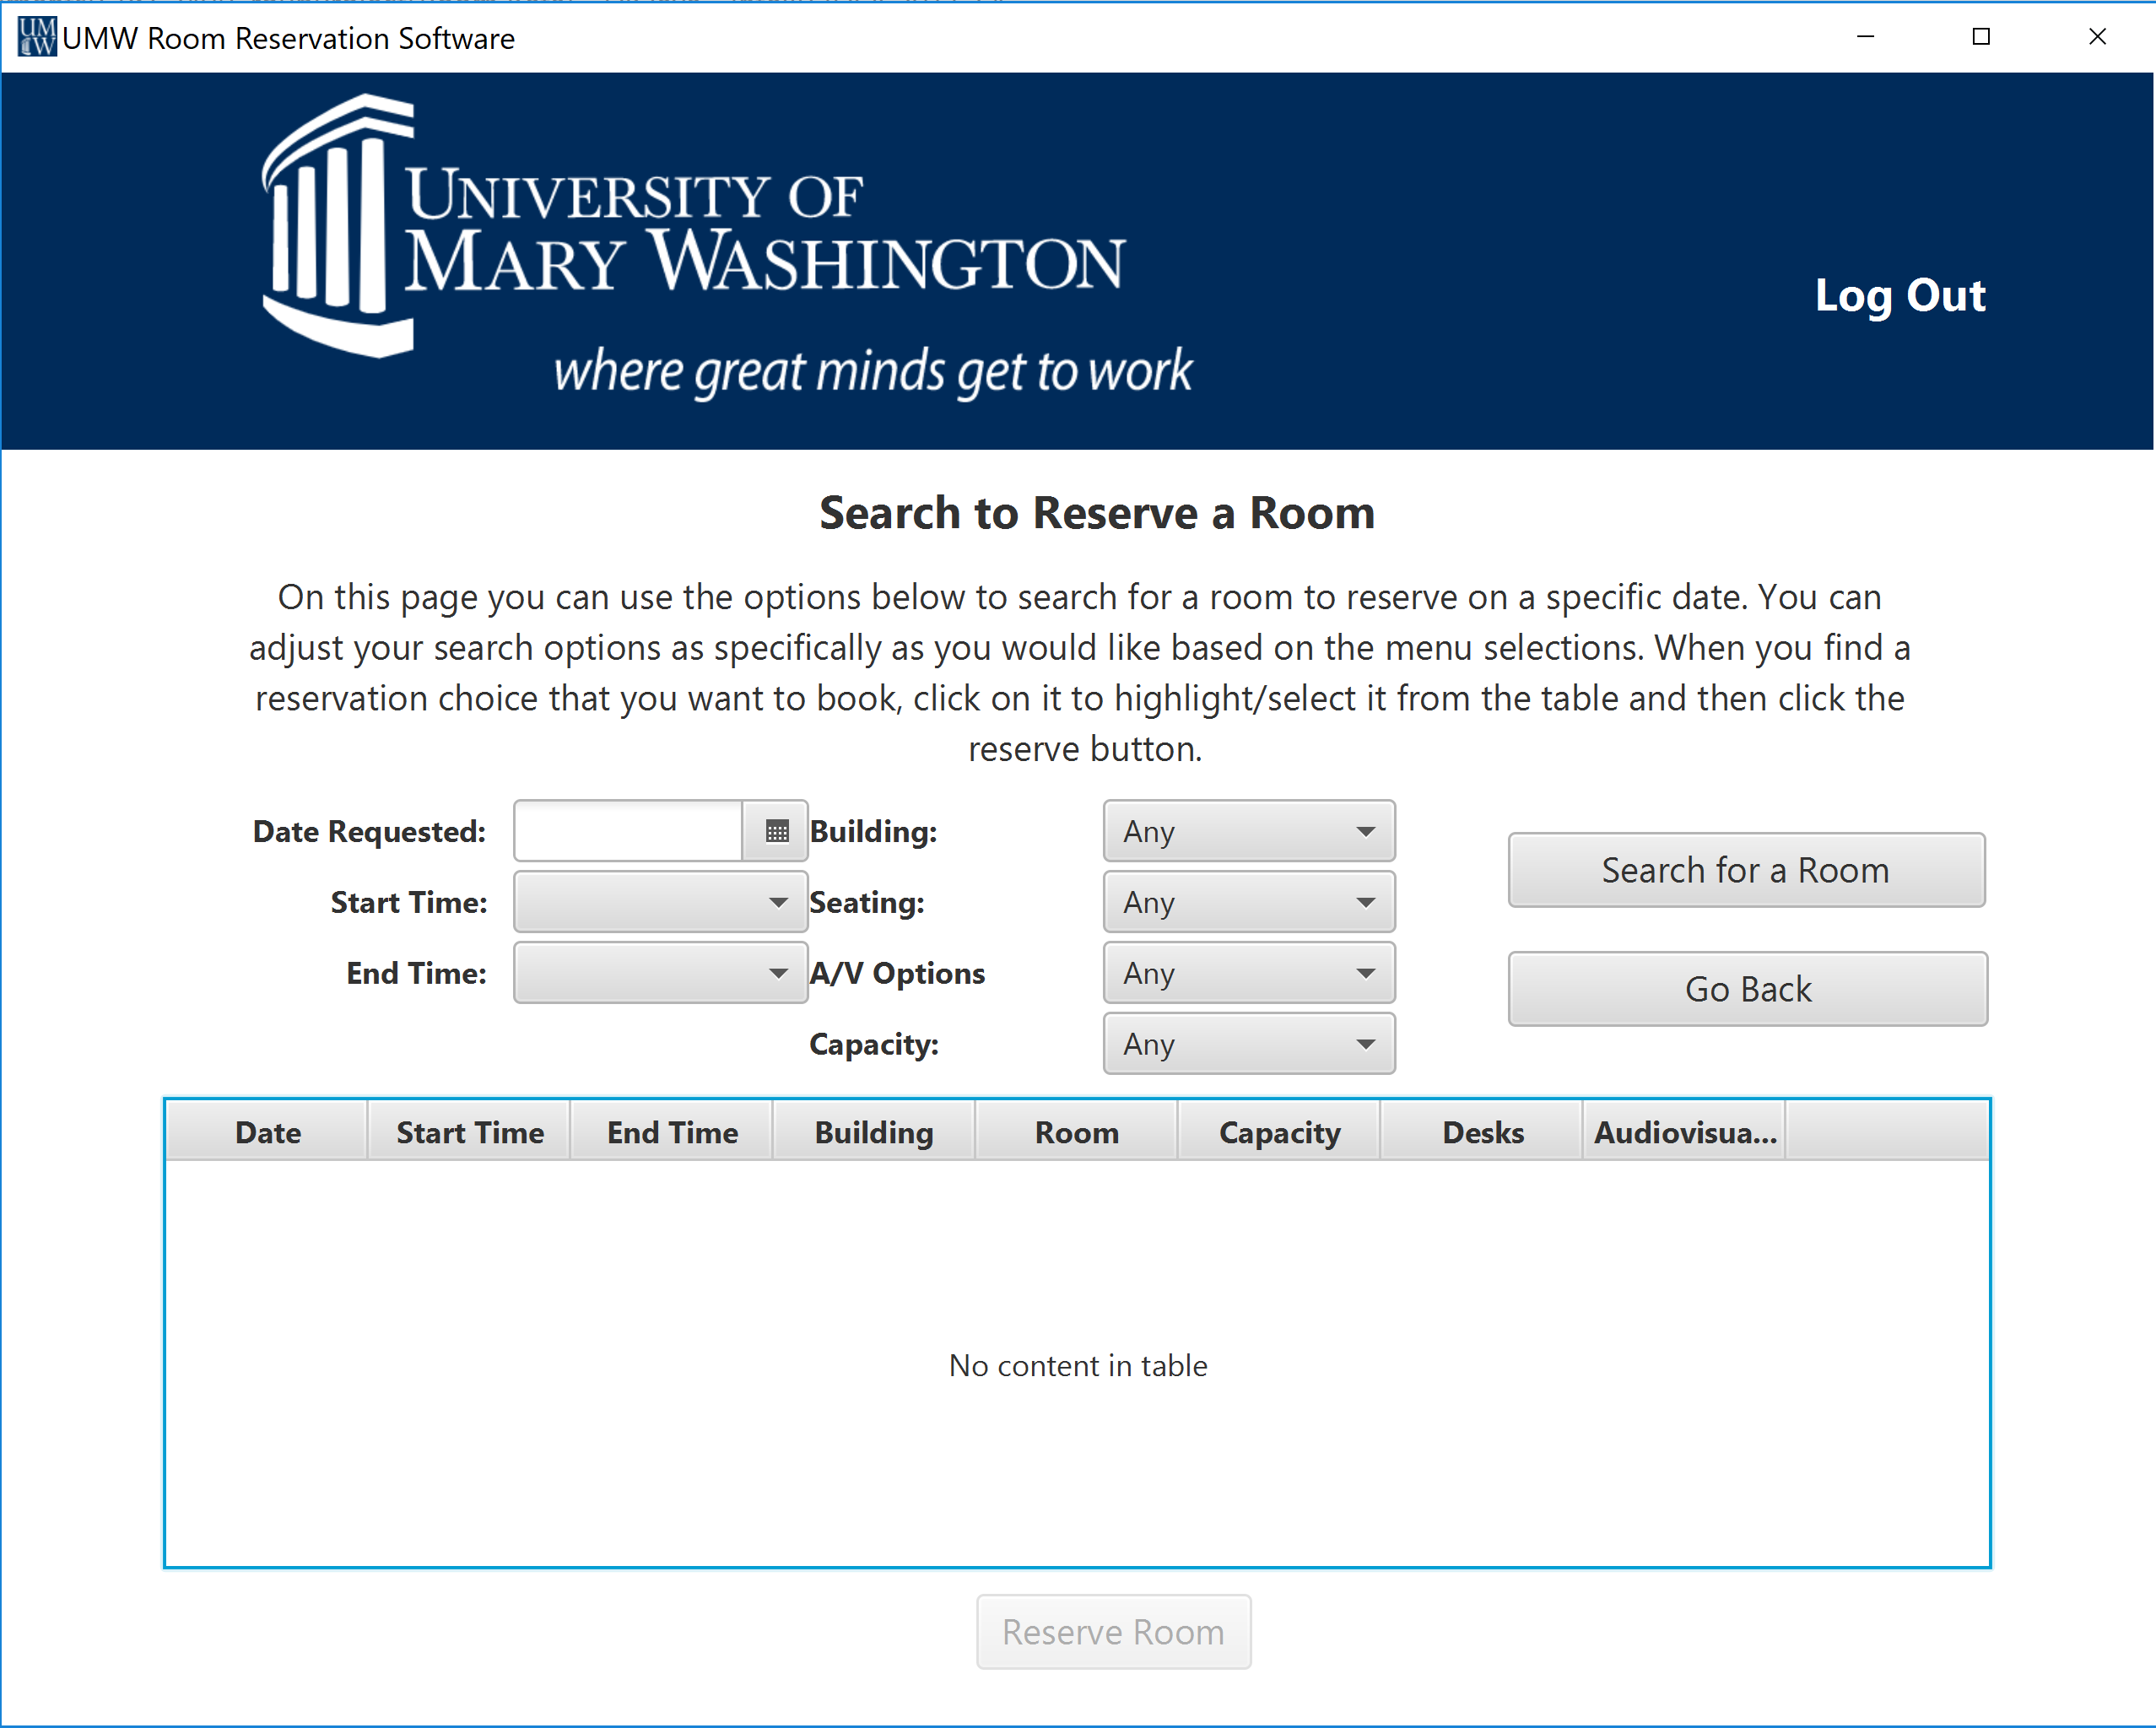 UMW Room Reservation Software
UNIVERSITY OF
MARY WASHINGTON
where great minds get to work
Log Out
Search to Reserve a Room
On this page you can use the options below to search for a room to reserve on a specific date. You can
adjust your search options as specifically as you would like based on the menu selections. When you find a
reservation choice that you want to book, click on it to highlight/select it from the table and then click the
reserve button.
Date Requested:
Building:
Any
Start Time:
Seating:
Any
End Time:
A/V Options
Any
Capacity:
Any
Search for a Room
Go Back
Date
Start Time
End Time
Building
Room
Capacity
Desks
Audiovisua...
No content in table
Reserve Room